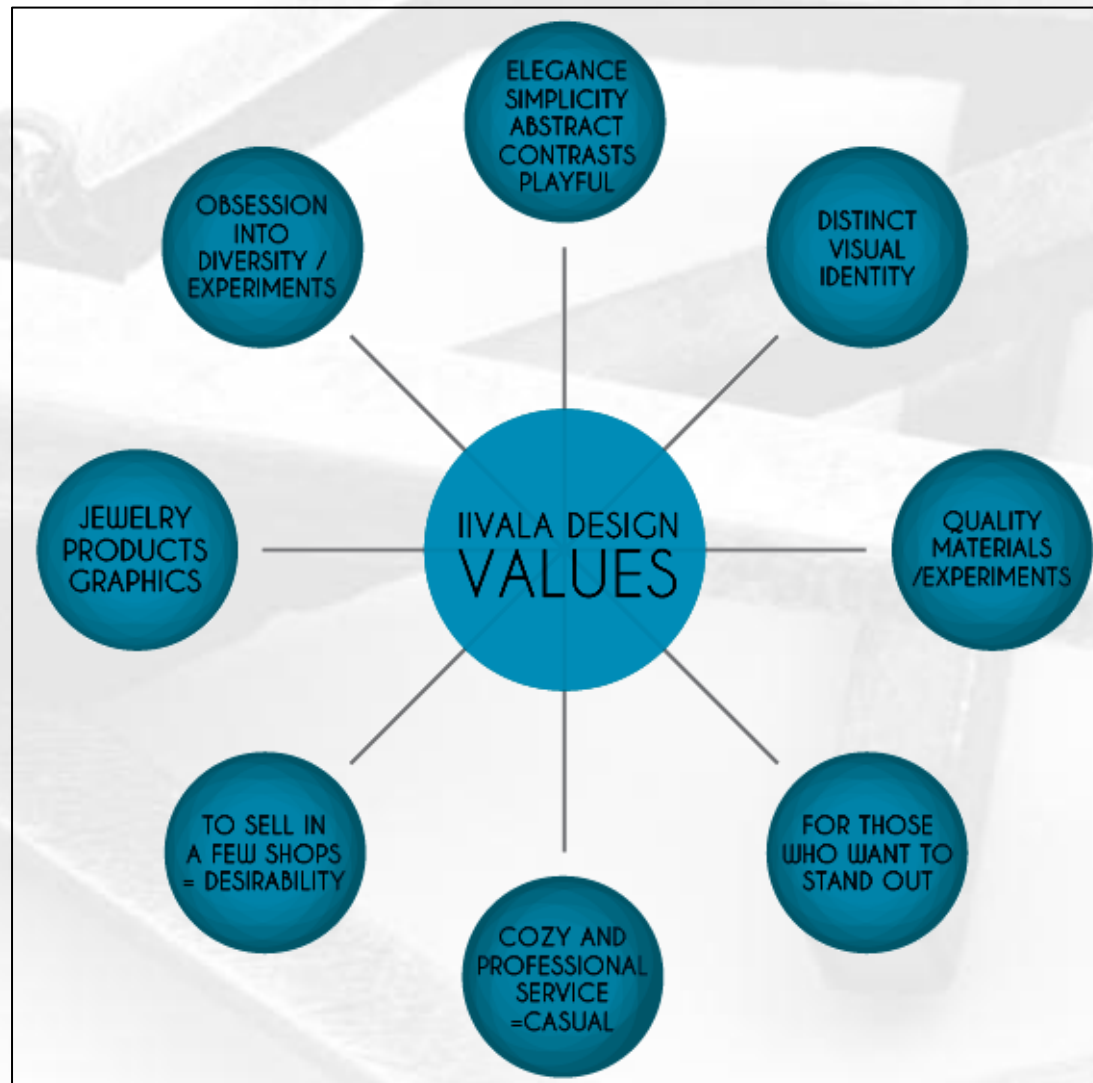 ELEGANCE
SIMPLICITY
ABSTRACT
CONTRASTS
PLAYFUL
OBSESSION
INTO
DIVERSITY /
EXPERIMENTS
DISTINCT
VISUAL
IDENTITY
JEWELRY
PRODUCTS
GRAPHICS
IIVALA DESIGN
VALUES
QUALITY
MATERIALS
/EXPERIMENTS
TO SELL IN
A FEW SHOPS
= DESIRABILITY
FOR THOSE
WHO WANT TO
STAND OUT
COZY AND
PROFESSIONAL
SERVICE
=CASUAL